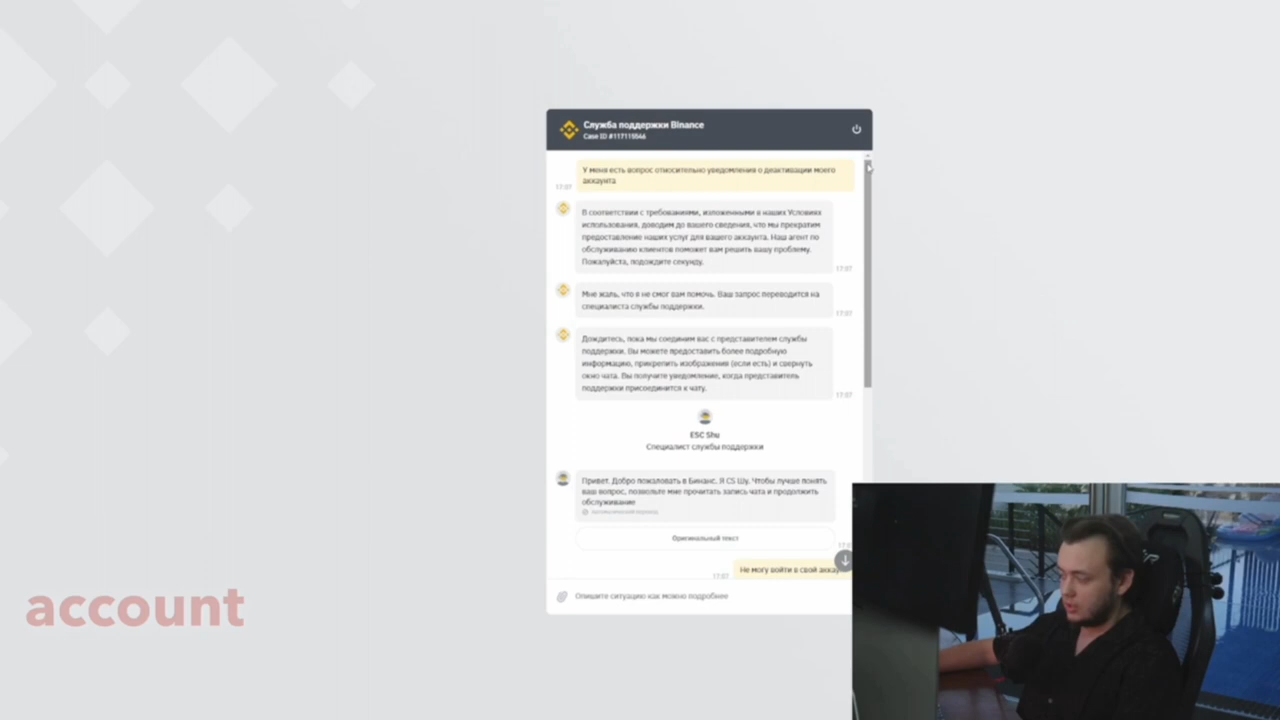 Служба поддержки Binance
Case ID #117115546
У меня есть вопрос относительно уведомления о деактивации моего
аккаунта
17:07
В соответствии с требованиями, изложенными в наших Условиях
использования, доводим до вашего сведения, что мы прекратим
предоставление наших услуг для вашего аккаунта. Наш агент по
обслуживанию клиентов поможет вам решить вашу проблему.
Пожалуйста, подождите секунду.
17:07
Мне жаль, что я не смог вам помочь. Ваш запрос переводится на
специалиста службы поддержки.
17:07
Дождитесь, пока мы соединим вас с представителем службы
поддержки. Вы можете предоставить более подробную
информацию, прикрепить изображения (если есть) и свернуть
окно чата. Вы получите уведомление, когда представитель
поддержки присоединится к чату.
17:07
ESC Shu
Специалист службы поддержки
Привет. Добро пожаловать в Бинанс. Я CS Шу. Чтобы лучше понять
ваш вопрос, позвольте мне прочитать запись чата и продолжить
обслуживание
Оригинальный текст
Не могу войти в свой аккау
17:07
Опишите ситуацию как можно подробнее
account